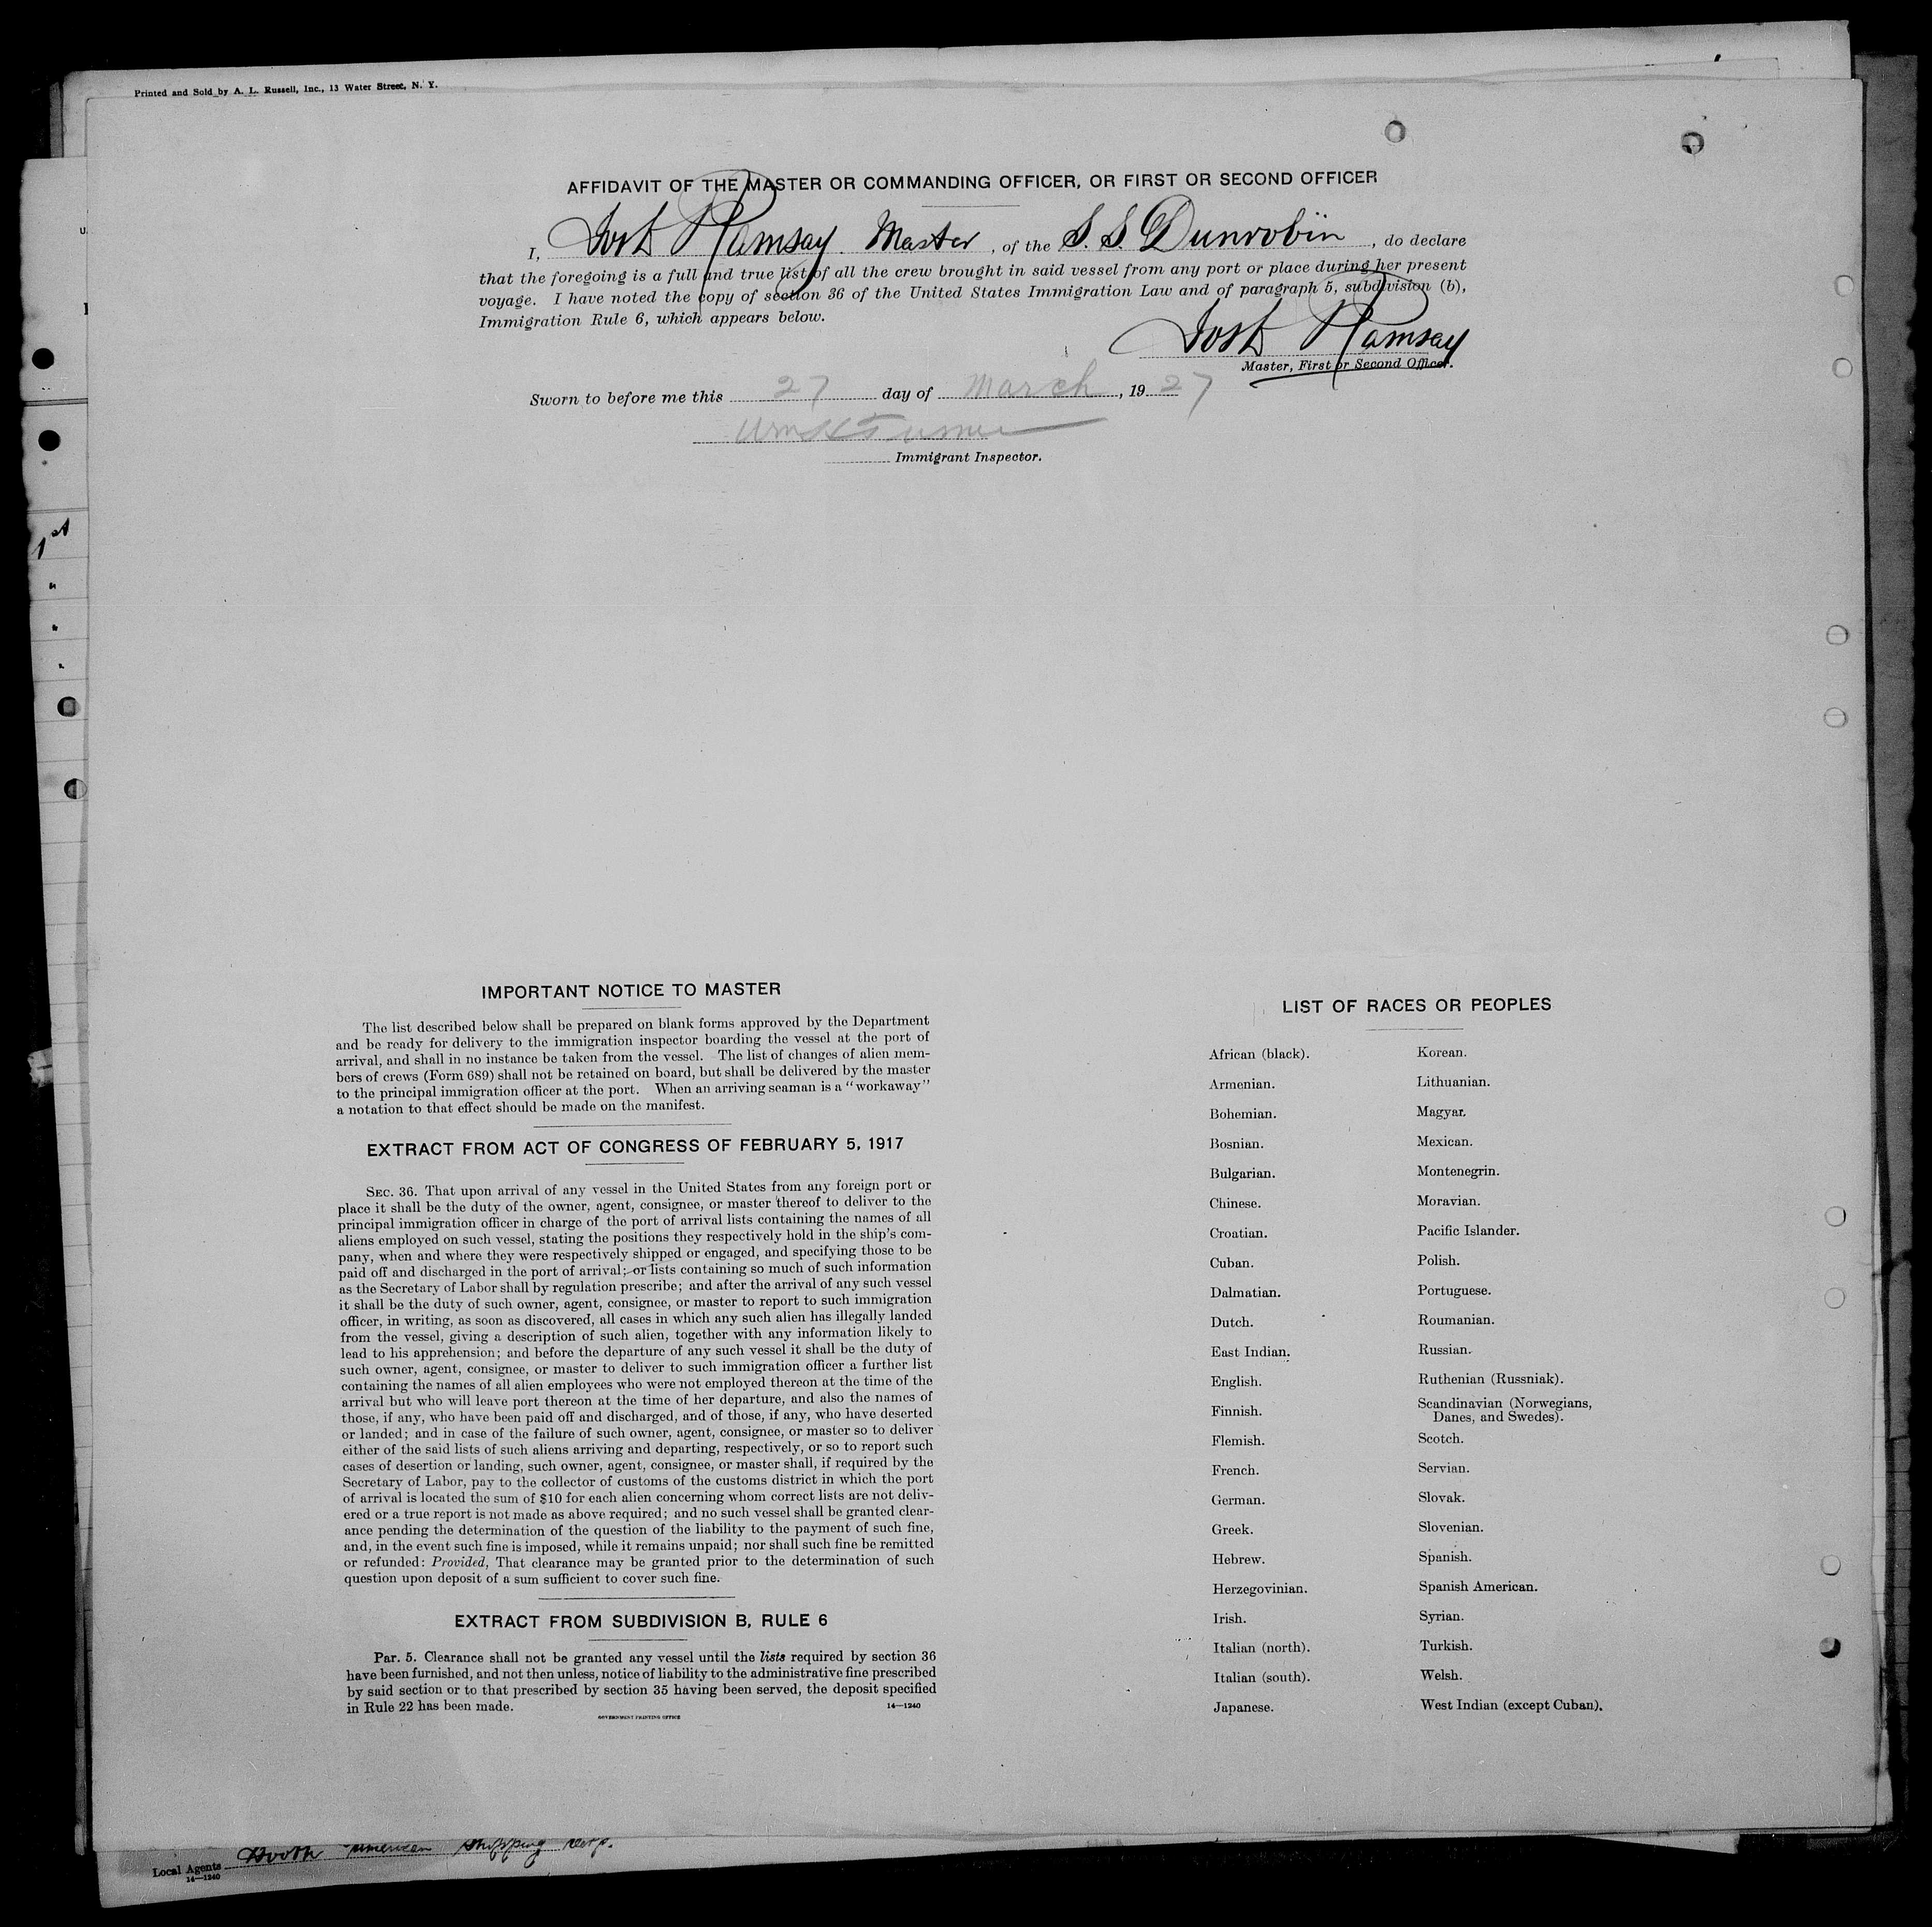 Printed and Sold by A. L. Russell, Inc., 13 Water Street, N. Y.
AFFIDAVIT OF THE MASTER OR COMMANDING OFFICER, OR FIRST OR SECOND OFFICER
I, Ramsay. Master, of the S. S. Dunrobin, do declare
that the foregoing is a full and true list of all the crew brought in said vessel from any port or place during her present
voyage. I have noted the copy of section 36 of the United States Immigration Law and of paragraph 5, subdivision (b),
Immigration Rule 6, which appears below.
Ramsay
Master, First or Second Officer.
Sworn to before me this 27 day of March, 1927
Immigrant Inspector.
1st
IMPORTANT NOTICE TO MASTER
The list described below shall be prepared on blank forms approved by the Department
and be ready for delivery to the immigration inspector boarding the vessel at the port of
arrival, and shall in no instance be taken from the vessel. The list of changes of alien mem-
bers of crews (Form 689) shall not be retained on board, but shall be delivered by the master
to the principal immigration officer at the port. When an arriving seaman is a “workaway”
a notation to that effect should be made on the manifest.
EXTRACT FROM ACT OF CONGRESS OF FEBRUARY 5, 1917
SEC. 36. That upon arrival of any vessel in the United States from any foreign port or
place it shall be the duty of the owner, agent, consignee, or master thereof to deliver to the
principal immigration officer in charge of the port of arrival lists containing the names of all
aliens employed on such vessel, stating the positions they respectively hold in the ship's com-
pany, when and where they were respectively shipped or engaged, and specifying those to be
paid off and discharged in the port of arrival; or lists containing so much of such information
as the Secretary of Labor shall by regulation prescribe; and after the arrival of any such vessel
it shall be the duty of such owner, agent, consignee, or master to report to such immigration
officer, in writing, as soon as discovered, all cases in which any such alien has illegally landed
from the vessel, giving a description of such alien, together with any information likely to
lead to his apprehension; and before the departure of any such vessel it shall be the duty of
such owner, agent, consignee, or master to deliver to such immigration officer a further list
containing the names of all alien employees who were not employed thereon at the time of the
arrival but who will leave port thereon at the time of her departure, and also the names of
those, if any, who have been paid off and discharged, and of those, if any, who have deserted
or landed; and in case of the failure of such owner, agent, consignee, or master so to deliver
either of the said lists of such aliens arriving and departing, respectively, or so to report such
cases of desertion or landing, such owner, agent, consignee, or master shall, if required by the
Secretary of Labor, pay to the collector of customs of the customs district in which the port
of arrival is located the sum of $10 for each alien concerning whom correct lists are not deliv-
ered or a true report is not made as above required; and no such vessel shall be granted clear-
ance pending the determination of the question of the liability to the payment of such fine,
and, in the event such fine is imposed, while it remains unpaid; nor shall such fine be remitted
or refunded: Provided, That clearance may be granted prior to the determination of such
question upon deposit of a sum sufficient to cover such fine.
EXTRACT FROM SUBDIVISION B, RULE 6
Par. 5. Clearance shall not be granted any vessel until the lists required by section 36
have been furnished, and not then unless, notice of liability to the administrative fine prescribed
by said section or to that prescribed by section 35 having been served, the deposit specified
in Rule 22 has been made.
14—1240
GOVERNMENT PRINTING OFFICE
LIST OF RACES OR PEOPLES
African (black).
Armenian.
Bohemian.
Bosnian.
Bulgarian.
Chinese.
Croatian.
Cuban.
Dalmatian.
Dutch.
East Indian.
English.
Finnish.
Flemish.
French.
German.
Greek.
Hebrew.
Herzegovinian.
Irish.
Italian (north).
Italian (south).
Japanese.
Korean.
Lithuanian.
Magyar.
Mexican.
Montenegrin.
Moravian.
Pacific Islander.
Polish.
Portuguese.
Roumanian.
Russian.
Ruthenian (Russniak).
Scandinavian (Norwegians,
Danes, and Swedes).
Scotch.
Servian.
Slovak.
Slovenian.
Spanish.
Spanish American.
Syrian.
Turkish.
Welsh.
West Indian (except Cuban).
Local Agents Booth American Shipping Corp.
14—1240